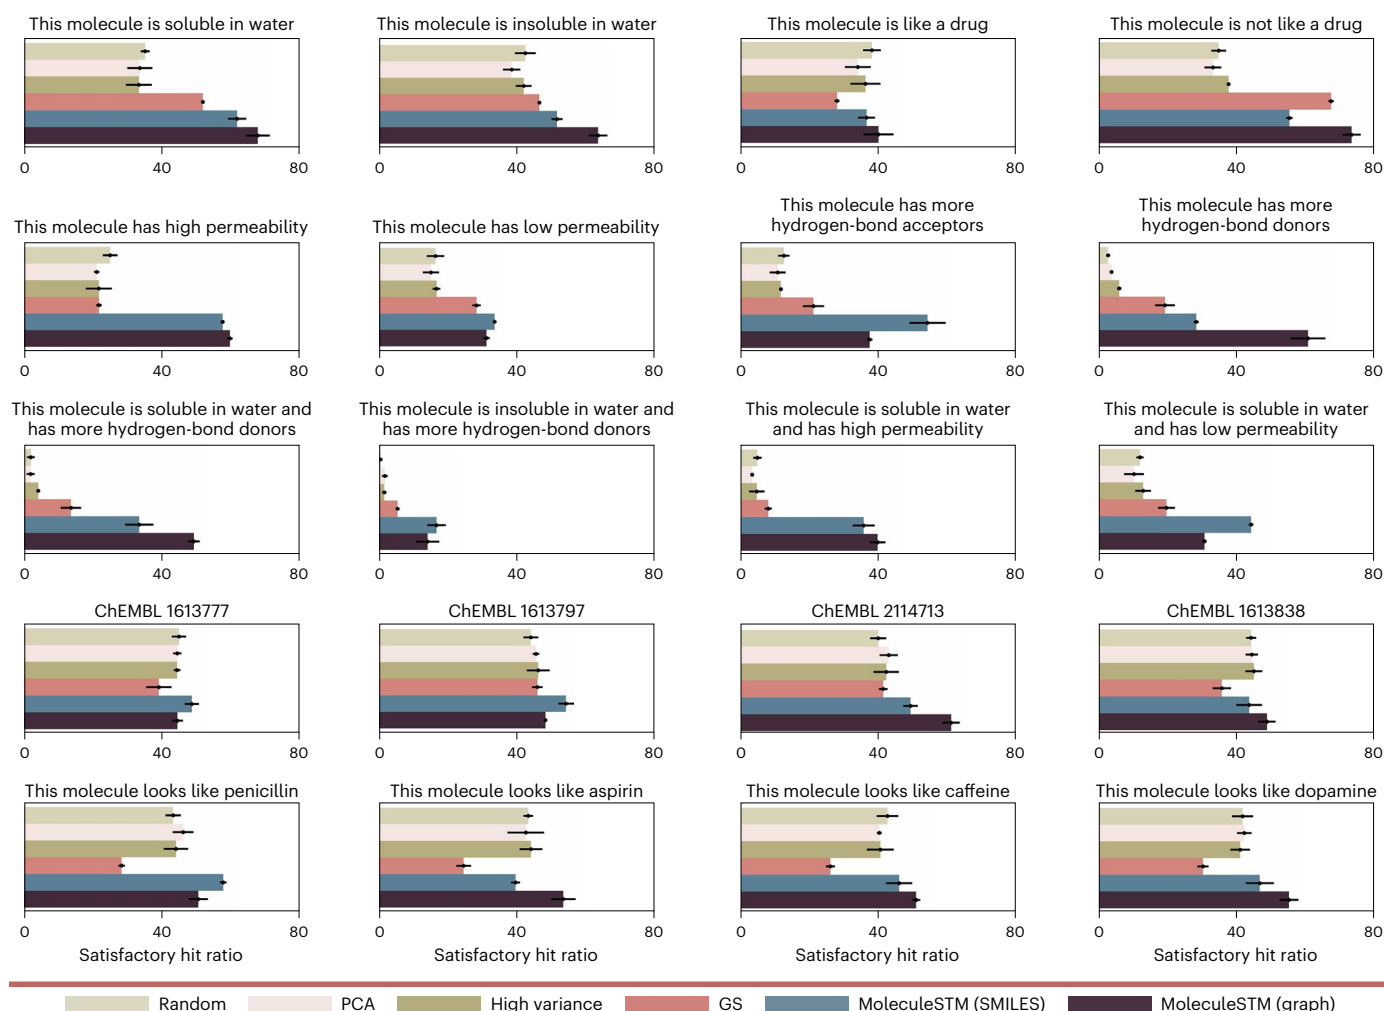 This molecule is soluble in water
This molecule is insoluble in water
This molecule is like a drug
This molecule is not like a drug
0 40 80
0 40 80
0 40 80
0 40 80
This molecule has high permeability
This molecule has low permeability
This molecule has more
hydrogen-bond acceptors
This molecule has more
hydrogen-bond donors
0 40 80
0 40 80
0 40 80
0 40 80
This molecule is soluble in water and
has more hydrogen-bond donors
This molecule is insoluble in water and
has more hydrogen-bond donors
This molecule is soluble in water
and has high permeability
This molecule is soluble in water
and has low permeability
0 40 80
0 40 80
0 40 80
0 40 80
ChEMBL 1613777
ChEMBL 1613797
ChEMBL 2114713
ChEMBL 1613838
0 40 80
0 40 80
0 40 80
0 40 80
This molecule looks like penicillin
This molecule looks like aspirin
This molecule looks like caffeine
This molecule looks like dopamine
0 40 80
0 40 80
0 40 80
0 40 80
Satisfactory hit ratio
Satisfactory hit ratio
Satisfactory hit ratio
Satisfactory hit ratio
Random PCA High variance GS MoleculeSTM (SMILES) MoleculeSTM (graph)